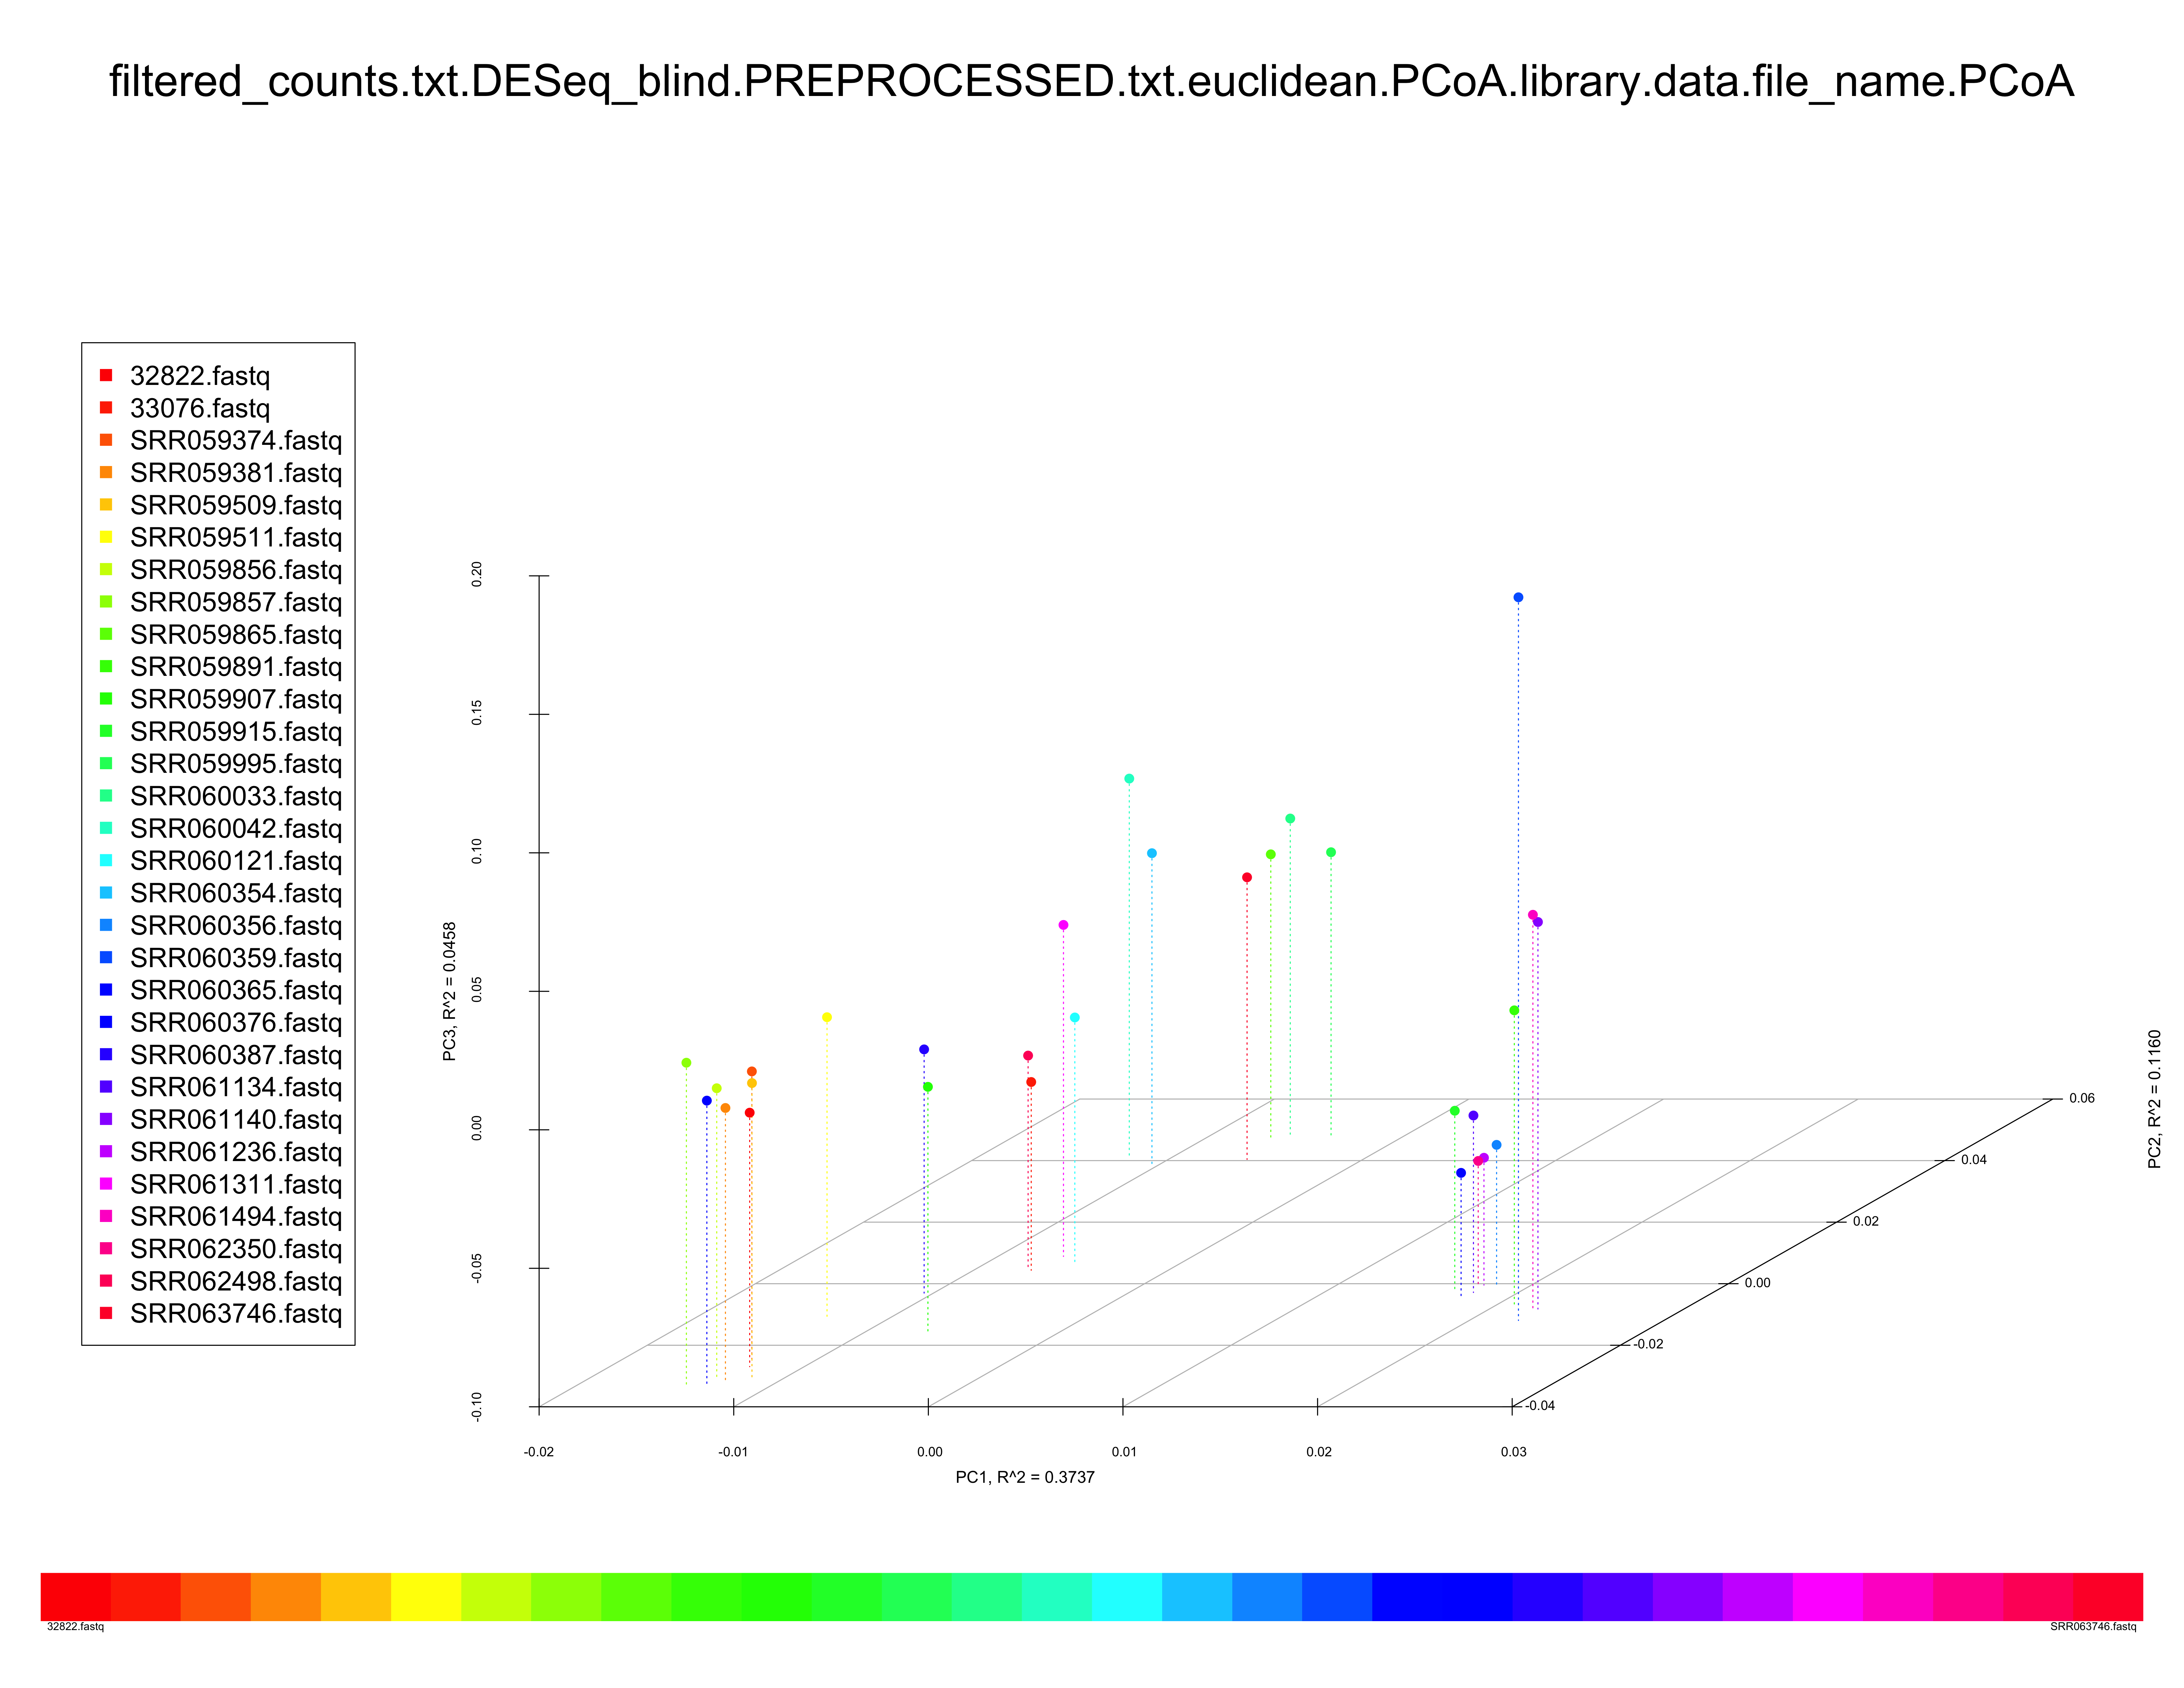 filtered_counts.txt.DESeq_blind.PREPROCESSED.txt.euclidean.PCoA.library.data.file_name.PCoA
32822.fastq
33076.fastq
SRR059374.fastq
SRR059381.fastq
SRR059509.fastq
SRR059511.fastq
SRR059856.fastq
SRR059857.fastq
SRR059865.fastq
SRR059891.fastq
SRR059907.fastq
SRR059915.fastq
SRR059995.fastq
SRR060033.fastq
SRR060042.fastq
SRR060121.fastq
SRR060354.fastq
SRR060356.fastq
SRR060359.fastq
SRR060365.fastq
SRR060376.fastq
SRR060387.fastq
SRR061134.fastq
SRR061140.fastq
SRR061236.fastq
SRR061311.fastq
SRR061494.fastq
SRR062350.fastq
SRR062498.fastq
SRR063746.fastq
PC3, R^2 = 0.0458
0.20
0.15
0.10
0.05
0.00
-0.05
-0.10
-0.02
-0.01
0.00
0.01
0.02
0.03
PC1, R^2 = 0.3737
0.06
0.04
0.02
0.00
-0.02
-0.04
PC2, R^2 = 0.1160
32822.fastq
SRR063746.fastq